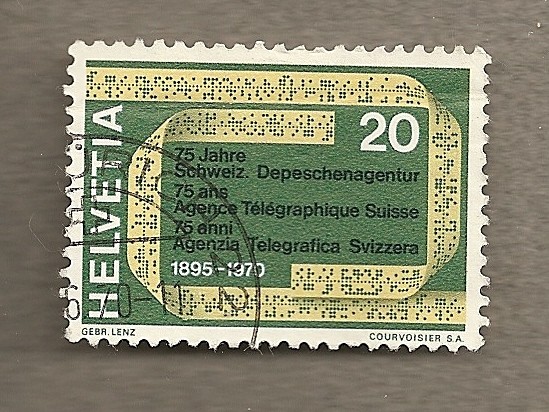 HELVETIA
20
75 Jahre
Schweiz. Depeschenagentur
75 ans
Agence Télégraphique Suisse
75 anni
Agenzia Telegrafica Svizzera
1895-1970
GEBR. LENZ
COURVOISIER S.A.